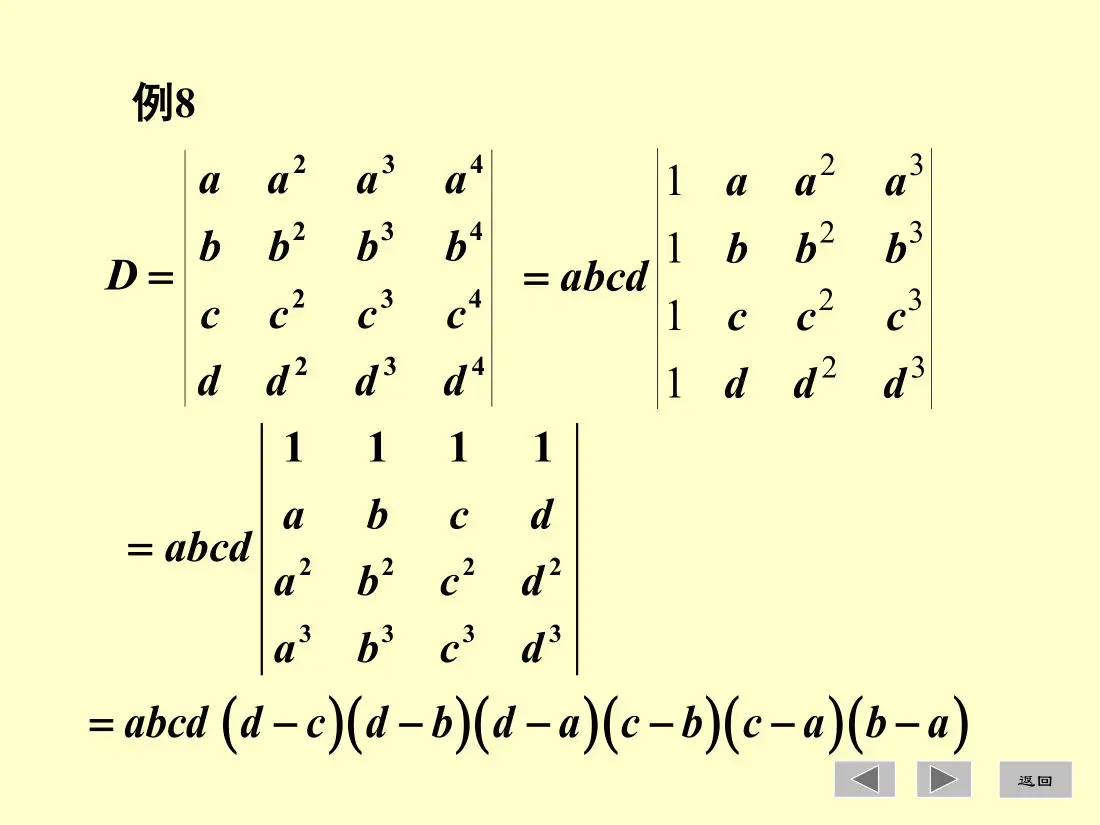 例8
D = | a a² a³ a⁴ | = abcd | 1 a a² a³ |
| b b² b³ b⁴ | | 1 b b² b³ |
| c c² c³ c⁴ | | 1 c c² c³ |
| d d² d³ d⁴ | | 1 d d² d³ |
= abcd | 1 1 1 1 |
| a b c d |
| a² b² c² d² |
| a³ b³ c³ d³ |
= abcd (d − c)(d − b)(d − a)(c − b)(c − a)(b − a)
返回